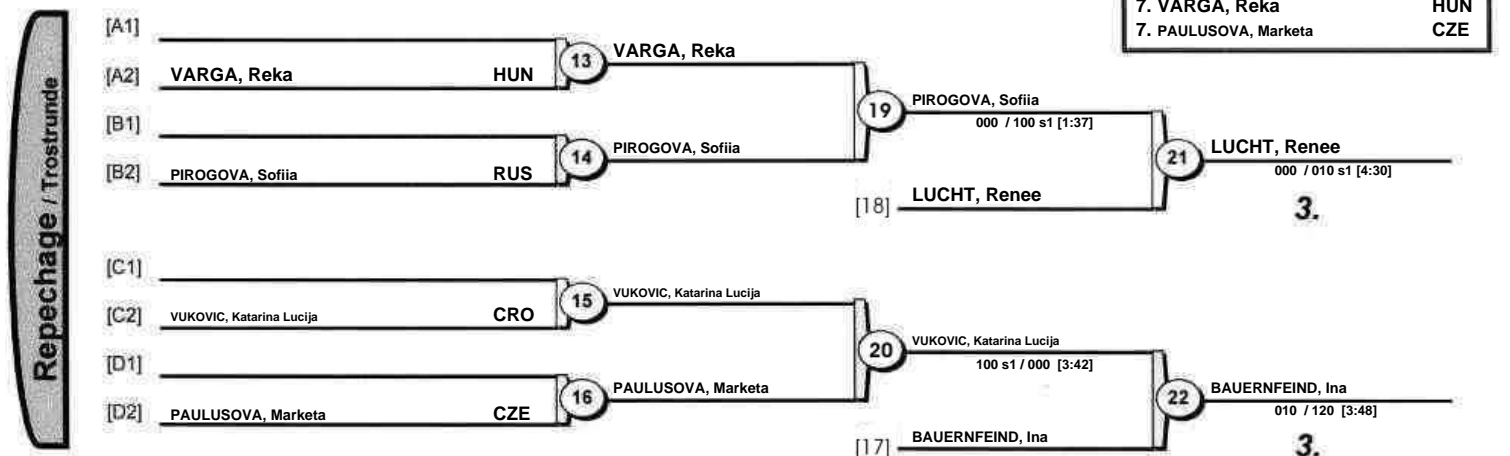 7. VARGA, Reka HUN
7. PAULUSOVA, Marketa CZE
Repechage / Trostrunde
[A1]
[A2] VARGA, Reka HUN
13 VARGA, Reka
[B1]
[B2] PIROGOVA, Sofiia RUS
14 PIROGOVA, Sofiia
19 PIROGOVA, Sofiia
000 / 100 s1 [1:37]
[18] LUCHT, Renee
21 LUCHT, Renee
000 / 010 s1 [4:30]
3.
[C1]
[C2] VUKOVIC, Katarina Lucija CRO
15 VUKOVIC, Katarina Lucija
[D1]
[D2] PAULUSOVA, Marketa CZE
16 PAULUSOVA, Marketa
20 VUKOVIC, Katarina Lucija
100 s1 / 000 [3:42]
[17] BAUERNFEIND, Ina
22 BAUERNFEIND, Ina
010 / 120 [3:48]
3.